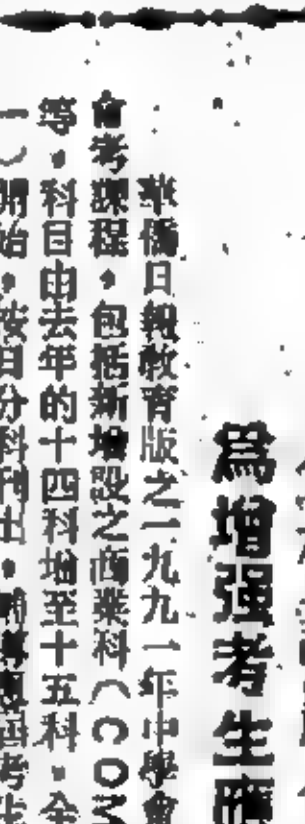 為增强考生應
華僑日報教育版之一九九一年中學會
會考課程，包括新增設之商業科（COM
等，科目由去年的十四科增至十五科。全
一）開始，按日分科刊出，